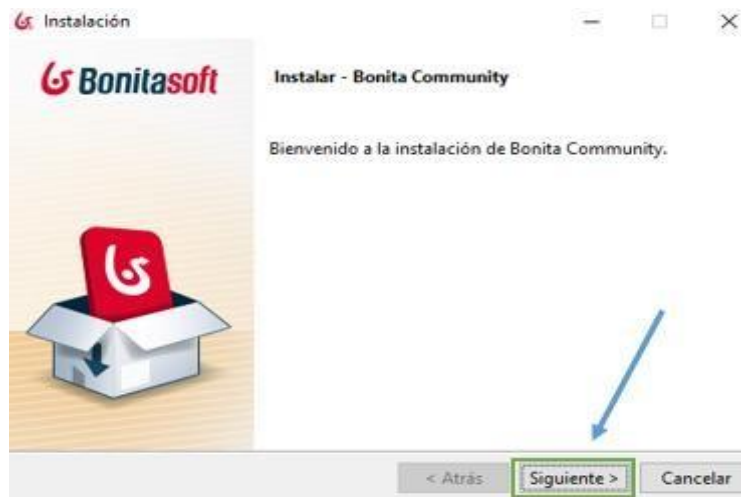 Instalación
Bonitasoft
Instalar - Bonita Community
Bienvenido a la instalación de Bonita Community.
< Atrás
Siguiente >
Cancelar